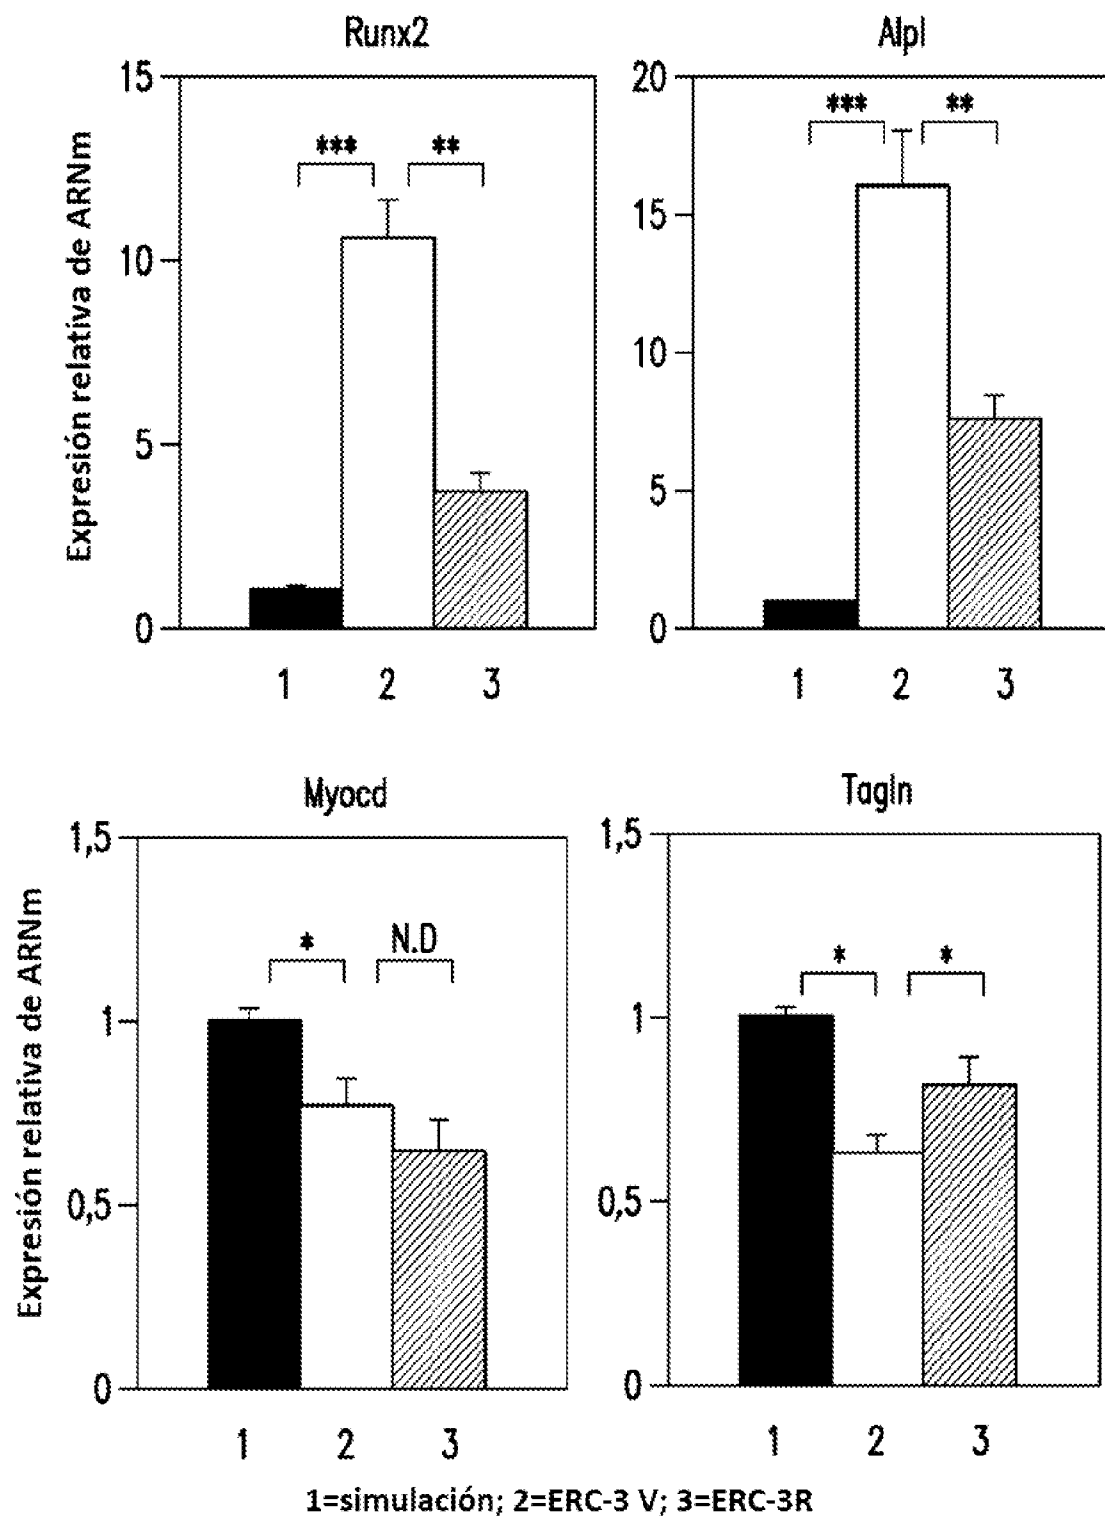 Runx2
Expresión relativa de ARNm
15
10
5
0
***
**
1 2 3
Alpl
20
15
10
5
0
***
**
1 2 3
Myocd
Expresión relativa de ARNm
1,5
1
0,5
0
*
N.D
1 2 3
Tagln
1,5
1
0,5
0
*
*
1 2 3
1=simulación; 2=ERC-3 V; 3=ERC-3R